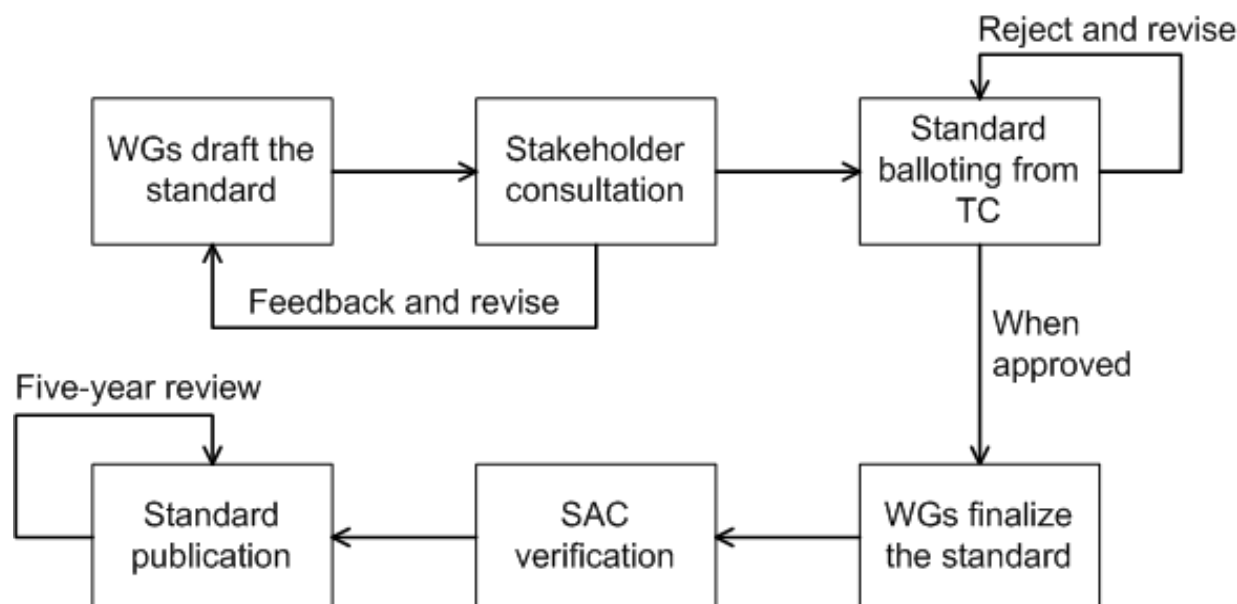 Reject and revise
WGs draft the
standard
Stakeholder
consultation
Standard
balloting from
TC
Feedback and revise
When
approved
Five-year review
Standard
publication
SAC
verification
WGs finalize
the standard